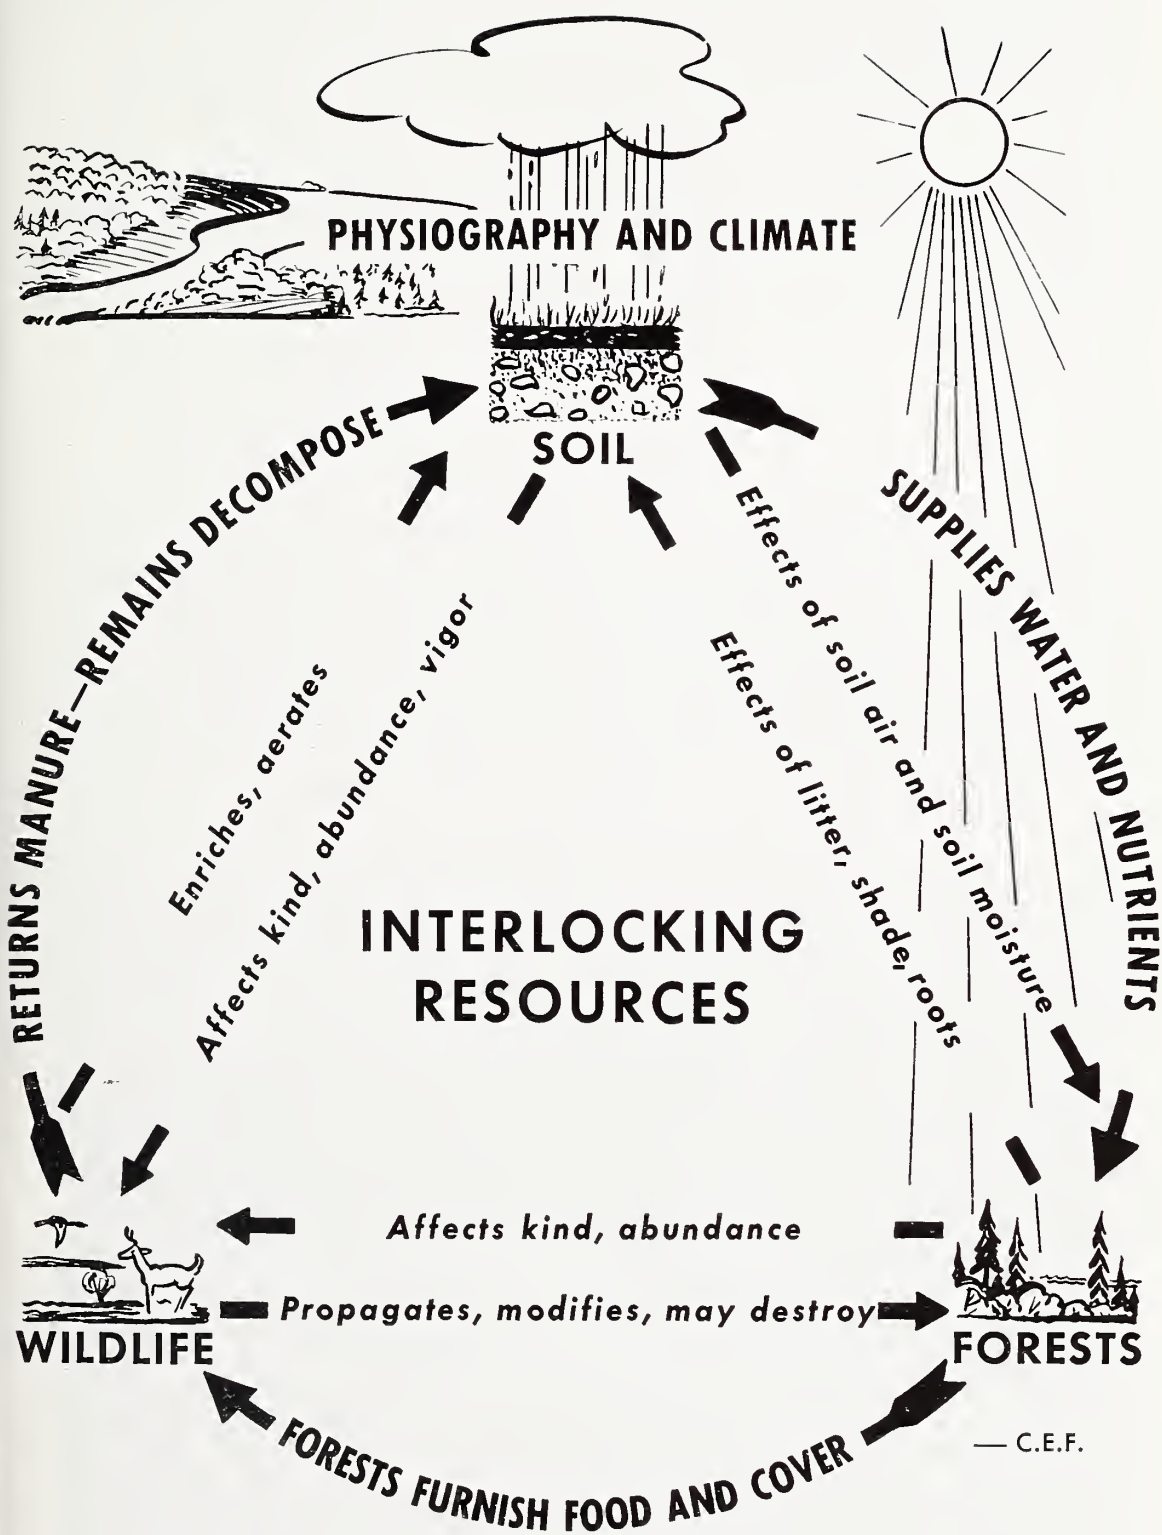 PHYSIOGRAPHY AND CLIMATE
SOIL
RETURNS MANURE—REMAINS DECOMPOSE
SUPPLIES WATER AND NUTRIENTS
Enriches, aerates
Affects kind, abundance, vigor
Effects of litter, shade, roots
Effects of soil air and soil moisture
INTERLOCKING
RESOURCES
Affects kind, abundance
Propagates, modifies, may destroy
WILDLIFE
FORESTS
FORESTS FURNISH FOOD AND COVER
— C.E.F.